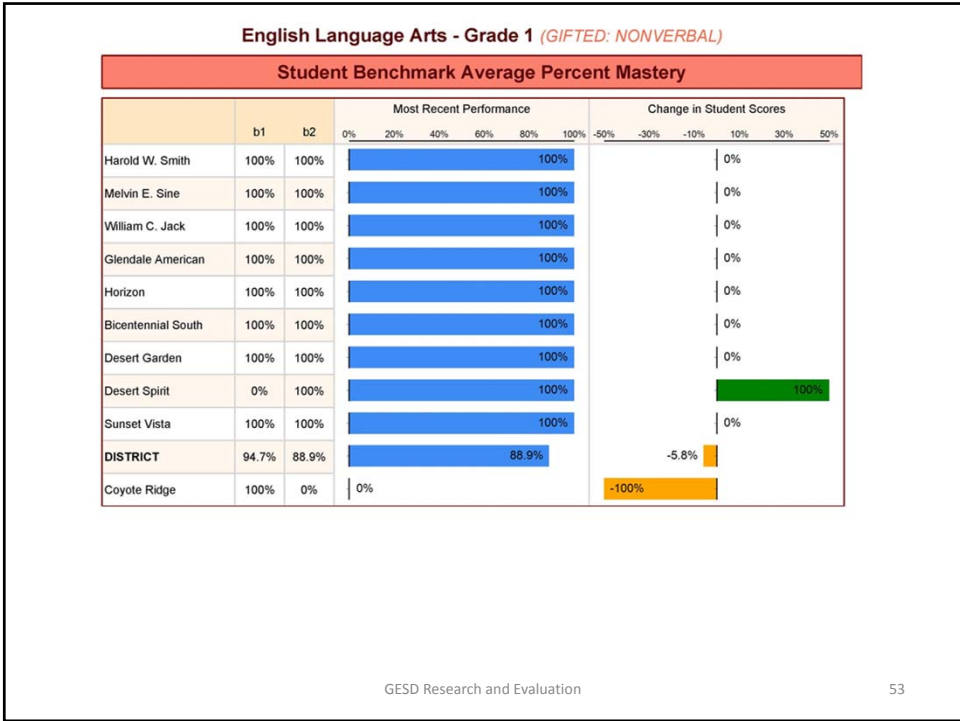 English Language Arts - Grade 1 (GIFTED: NONVERBAL)
Student Benchmark Average Percent Mastery
Most Recent Performance Change in Student Scores
b1 b2 0% 20% 40% 60% 80% 100% -50% -30% -10% 10% 30% 50%
Harold W. Smith 100% 100% 100% 0%
Melvin E. Sine 100% 100% 100% 0%
William C. Jack 100% 100% 100% 0%
Glendale American 100% 100% 100% 0%
Horizon 100% 100% 100% 0%
Bicentennial South 100% 100% 100% 0%
Desert Garden 100% 100% 100% 0%
Desert Spirit 0% 100% 100% 100%
Sunset Vista 100% 100% 100% 0%
DISTRICT 94.7% 88.9% 88.9% -5.8%
Coyote Ridge 100% 0% 0% -100%
GESD Research and Evaluation 53